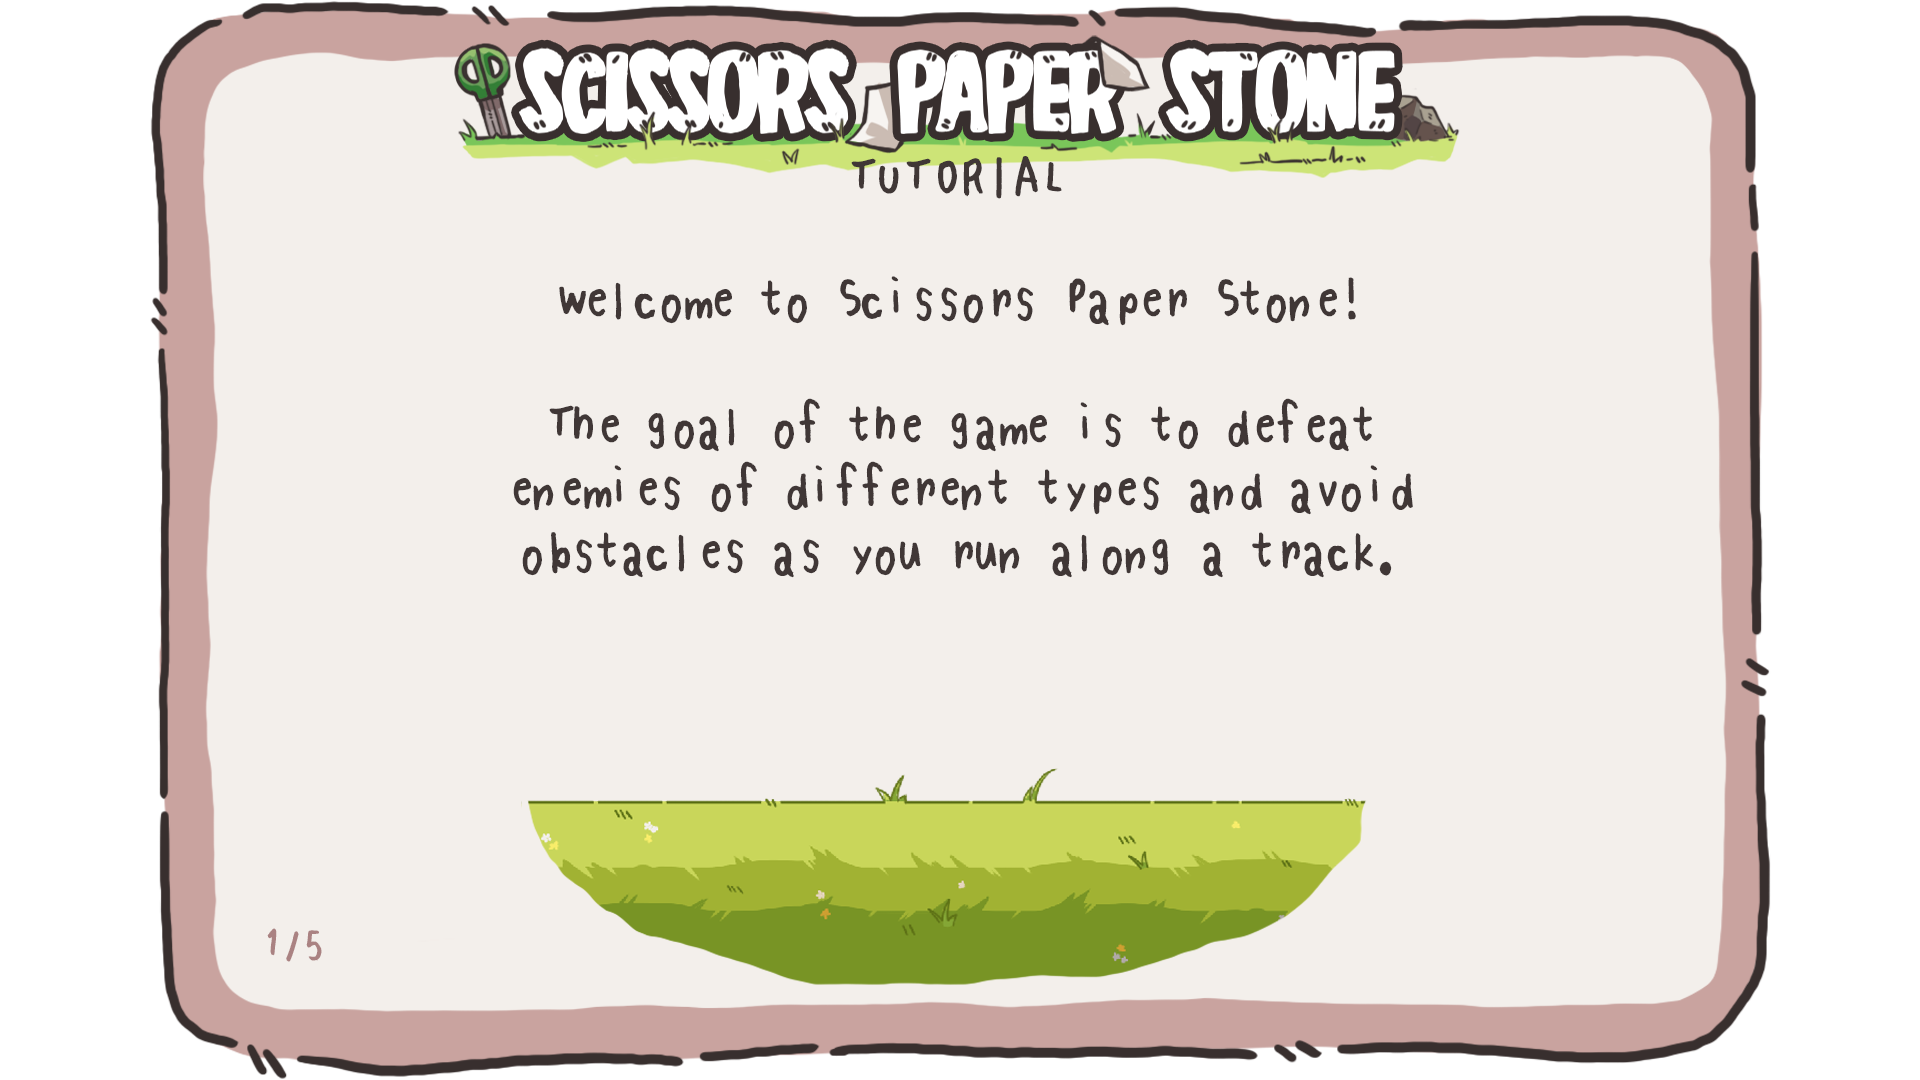 SCISSORS PAPER STONE
TUTORIAL
Welcome to Scissors Paper Stone!
The goal of the game is to defeat
enemies of different types and avoid
obstacles as you run along a track.
1/5